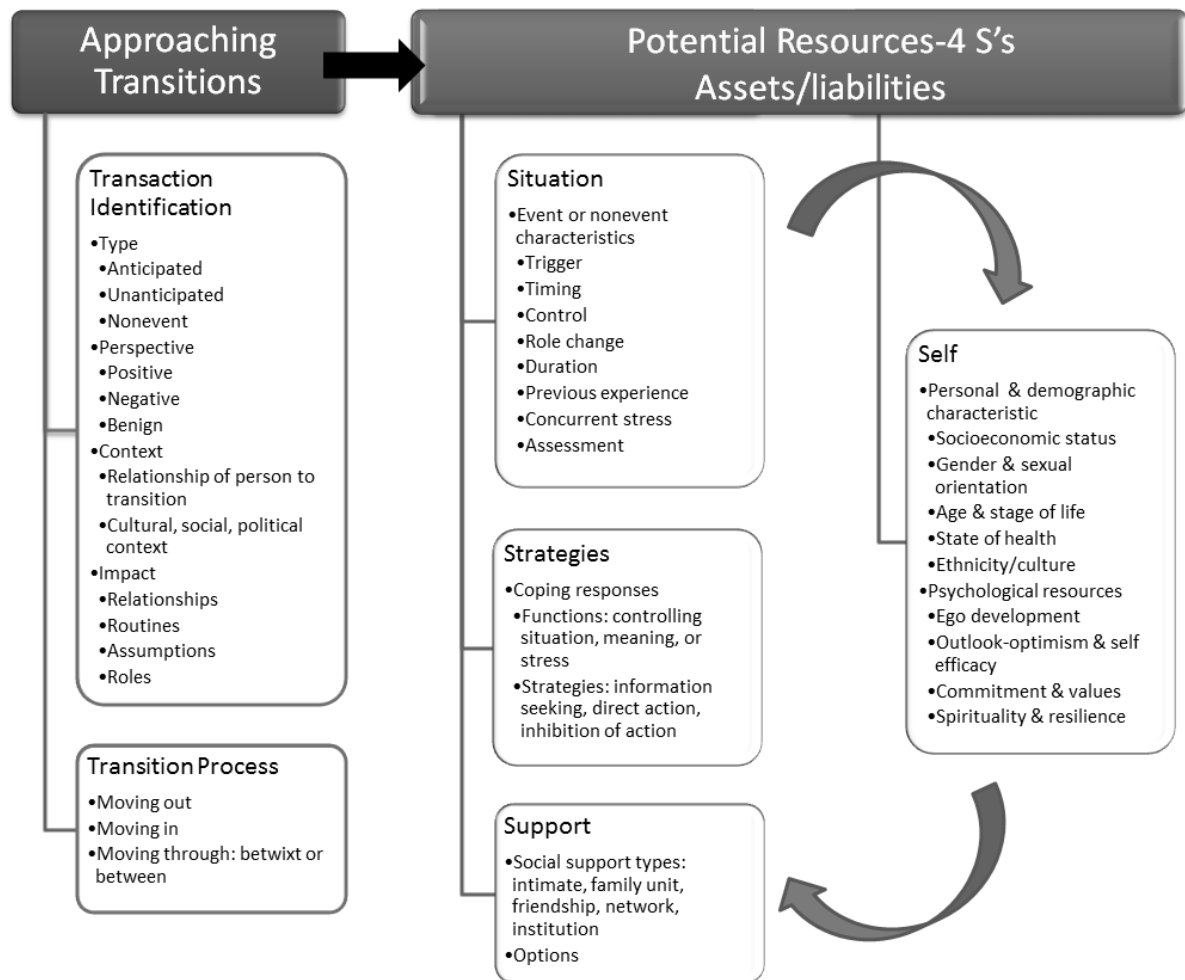 Approaching
Transitions
Potential Resources-4 S's
Assets/liabilities
Transaction
Identification
•Type
•Anticipated
•Unanticipated
•Nonevent
•Perspective
•Positive
•Negative
•Benign
•Context
•Relationship of person to
transition
•Cultural, social, political
context
•Impact
•Relationships
•Routines
•Assumptions
•Roles
Transition Process
•Moving out
•Moving in
•Moving through: betwixt or
between
Situation
•Event or nonevent
characteristics
•Trigger
•Timing
•Control
•Role change
•Duration
•Previous experience
•Concurrent stress
•Assessment
Strategies
•Coping responses
•Functions: controlling
situation, meaning, or
stress
•Strategies: information
seeking, direct action,
inhibition of action
Support
•Social support types:
intimate, family unit,
friendship, network,
institution
•Options
Self
•Personal & demographic
characteristic
•Socioeconomic status
•Gender & sexual
orientation
•Age & stage of life
•State of health
•Ethnicity/culture
•Psychological resources
•Ego development
•Outlook-optimism & self
efficacy
•Commitment & values
•Spirituality & resilience